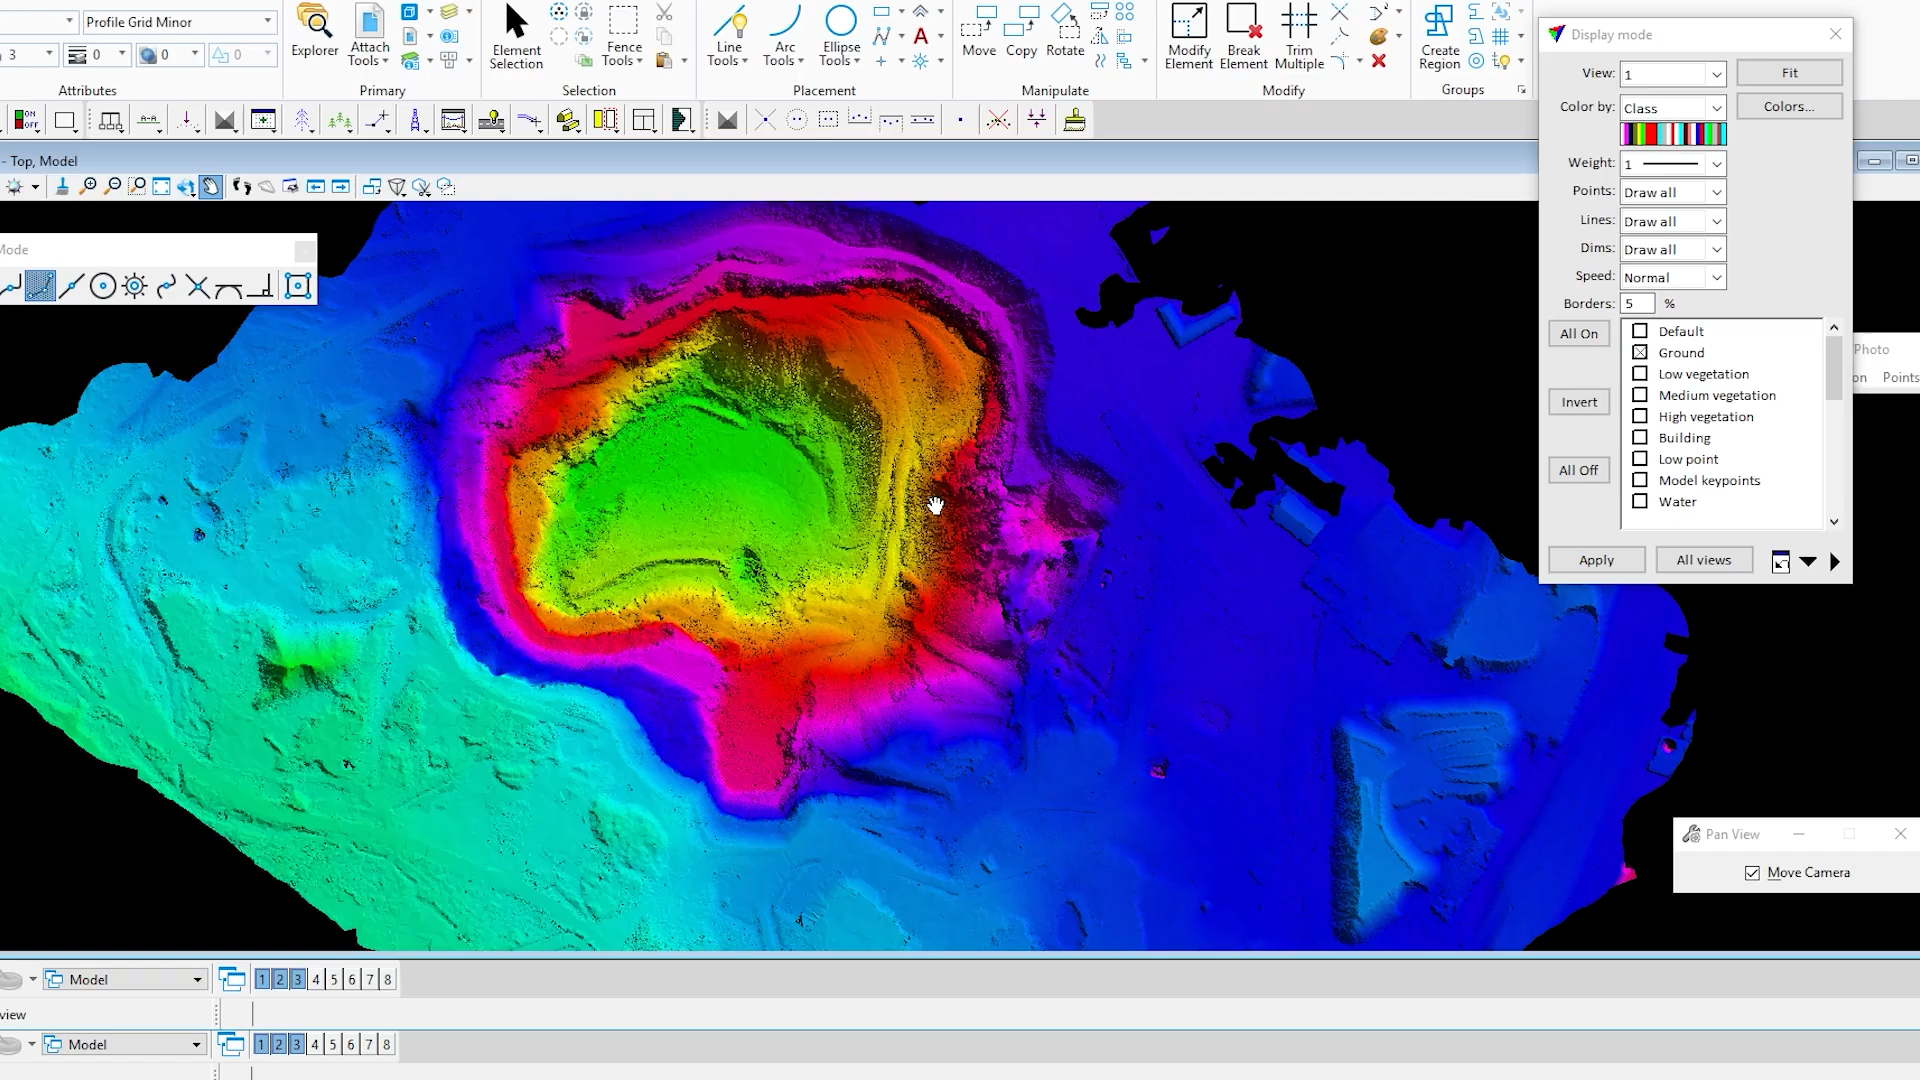 Profile Grid Minor
3
0
0
0
Attributes
Explorer
Attach Tools
Primary
Element Selection
Fence Tools
Selection
Line Tools
Arc Tools
Ellipse Tools
Placement
Move
Copy
Rotate
Manipulate
Modify Element
Break Element
Trim Multiple
Modify
Create Region
Groups
- Top, Model
Mode
Display mode
View: 1
Fit
Color by: Class
Colors...
Weight: 1
Points: Draw all
Lines: Draw all
Dims: Draw all
Speed: Normal
Borders: 5 %
All On
Invert
All Off
Default
Ground
Low vegetation
Medium vegetation
High vegetation
Building
Low point
Model keypoints
Water
Apply
All views
Photo
on Points
Pan View
Move Camera
Model
1 2 3 4 5 6 7 8
view
Model
1 2 3 4 5 6 7 8